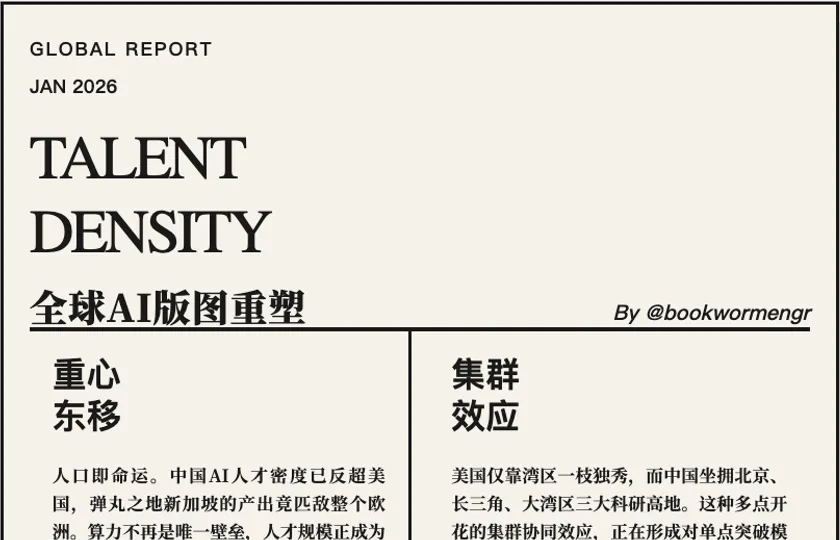 GLOBAL REPORT
JAN 2026
TALENT
DENSITY
全球AI版图重塑
By @bookwormengr
重心
东移
人口即命运。中国AI人才密度已反超美
国，弹丸之地新加坡的产出竟匹敌整个欧
洲。算力不再是唯一壁垒，人才规模正成为
集群
效应
美国仅靠湾区一枝独秀，而中国坐拥北京、
长三角、大湾区三大科研高地。这种多点开
花的集群协同效应，正在形成对单点突破模